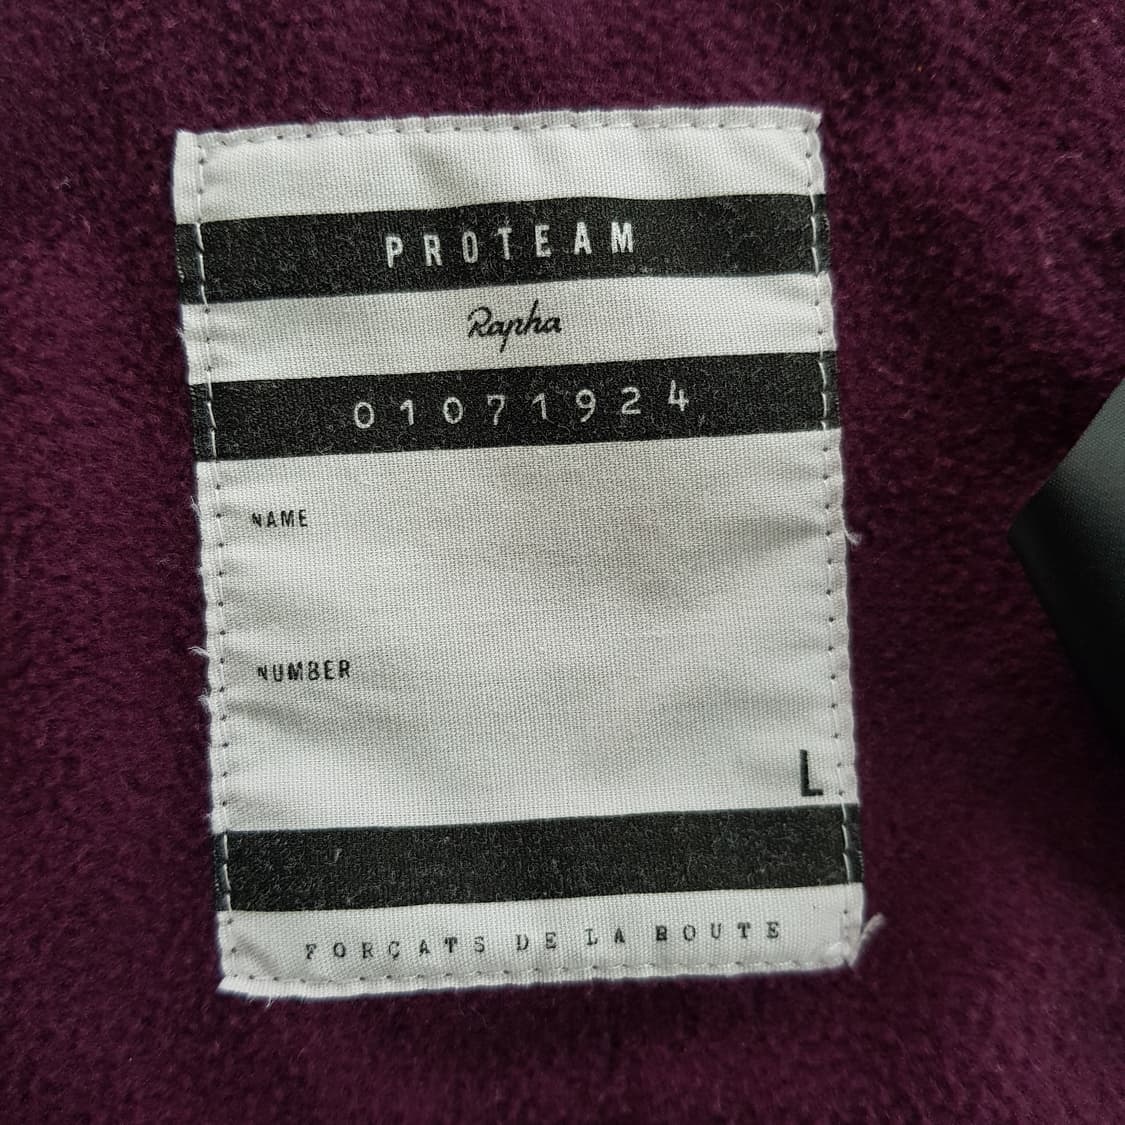 PROTEAM
Rapha
01071924
NAME
NUMBER
L
FORÇATS DE LA ROUTE